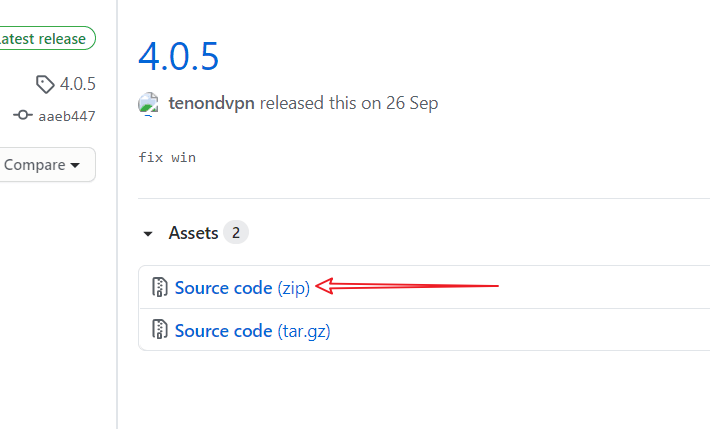 Latest release
4.0.5
aaeb447
Compare
4.0.5
tenondvpn released this on 26 Sep
fix win
Assets 2
Source code (zip)
Source code (tar.gz)